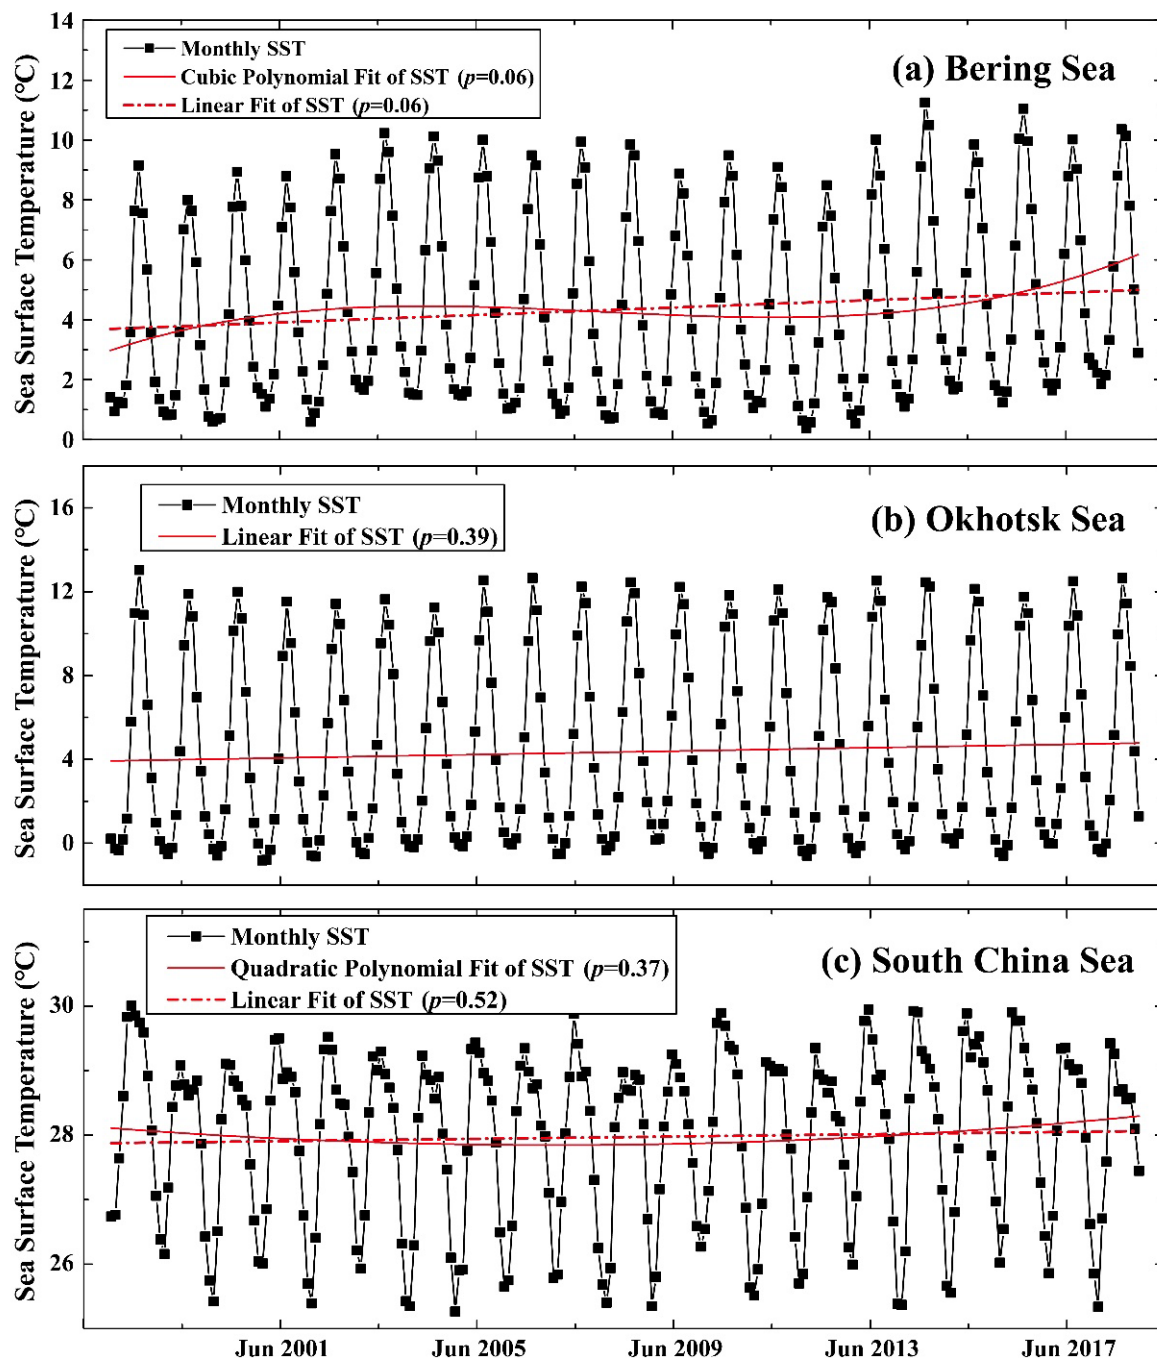 14
12
10
8
6
4
2
0
Sea Surface Temperature (°C)
Monthly SST
Cubic Polynomial Fit of SST (p=0.06)
Linear Fit of SST (p=0.06)
(a) Bering Sea
16
12
8
4
0
Sea Surface Temperature (°C)
Monthly SST
Linear Fit of SST (p=0.39)
(b) Okhotsk Sea
30
28
26
Sea Surface Temperature (°C)
Monthly SST
Quadratic Polynomial Fit of SST (p=0.37)
Linear Fit of SST (p=0.52)
(c) South China Sea
Jun 2001 Jun 2005 Jun 2009 Jun 2013 Jun 2017